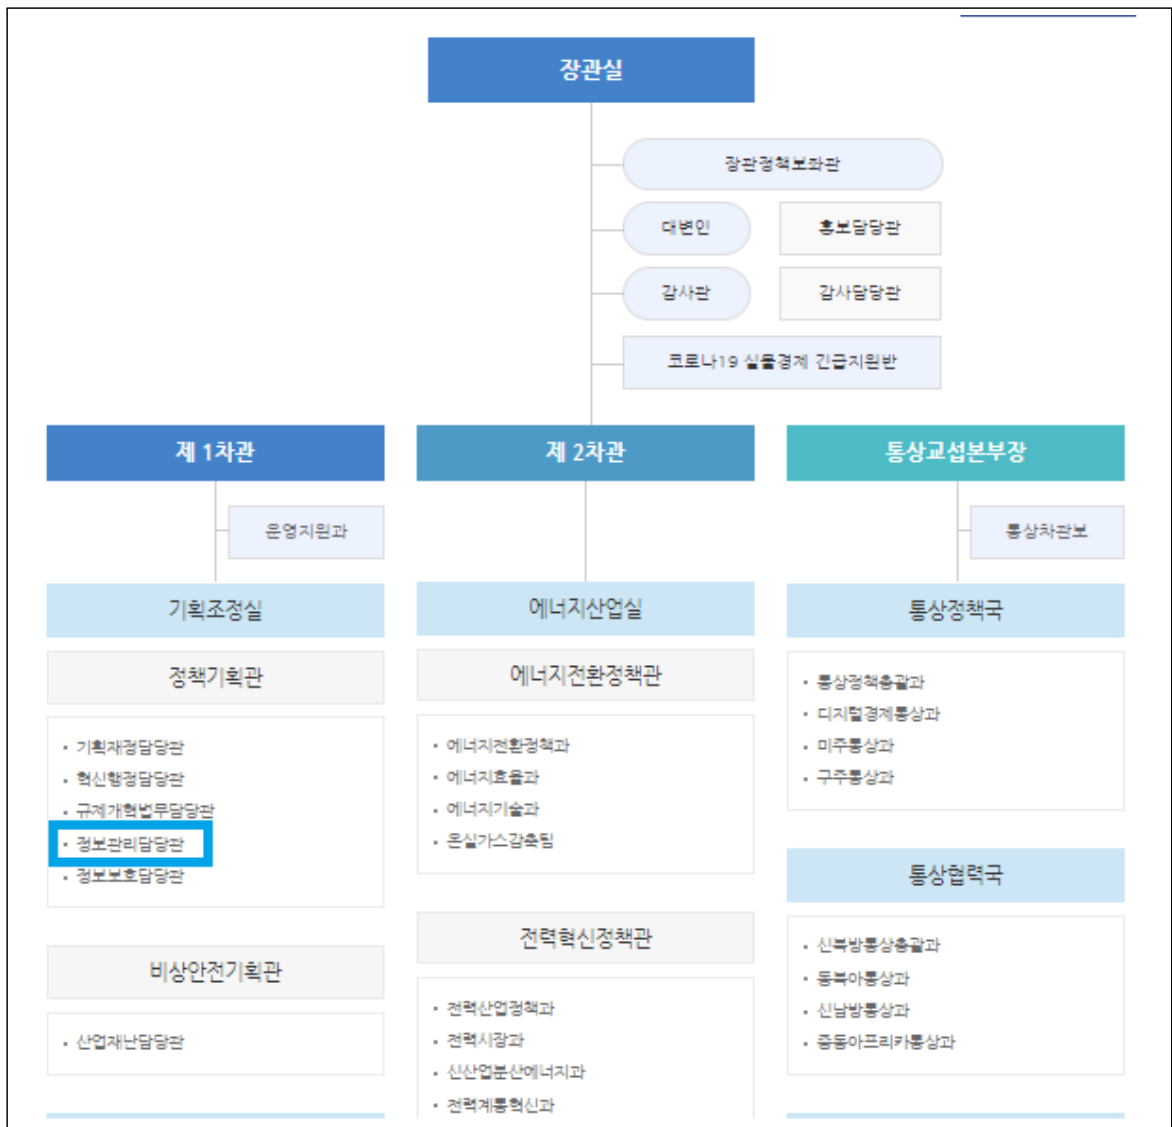 장관실
장관정책보좌관
대변인
홍보담당관
감사관
감사담당관
코로나19 실물경제 긴급지원반
제 1차관
운영지원과
기획조정실
정책기획관
기획재정담당관
혁신행정담당관
규제개혁법무담당관
정보관리담당관
정보보호담당관
비상안전기획관
산업재난담당관
제 2차관
에너지산업실
에너지전환정책관
에너지전환정책과
에너지효율과
에너지기술과
온실가스감축팀
전력혁신정책관
전력산업정책과
전력시장과
신산업분산에너지과
전력계통혁신과
통상교섭본부장
통상차관보
통상정책국
통상정책총괄과
디지털경제통상과
미주통상과
구주통상과
통상협력국
신북방통상총괄과
동북아통상과
신남방통상과
중동아프리카통상과